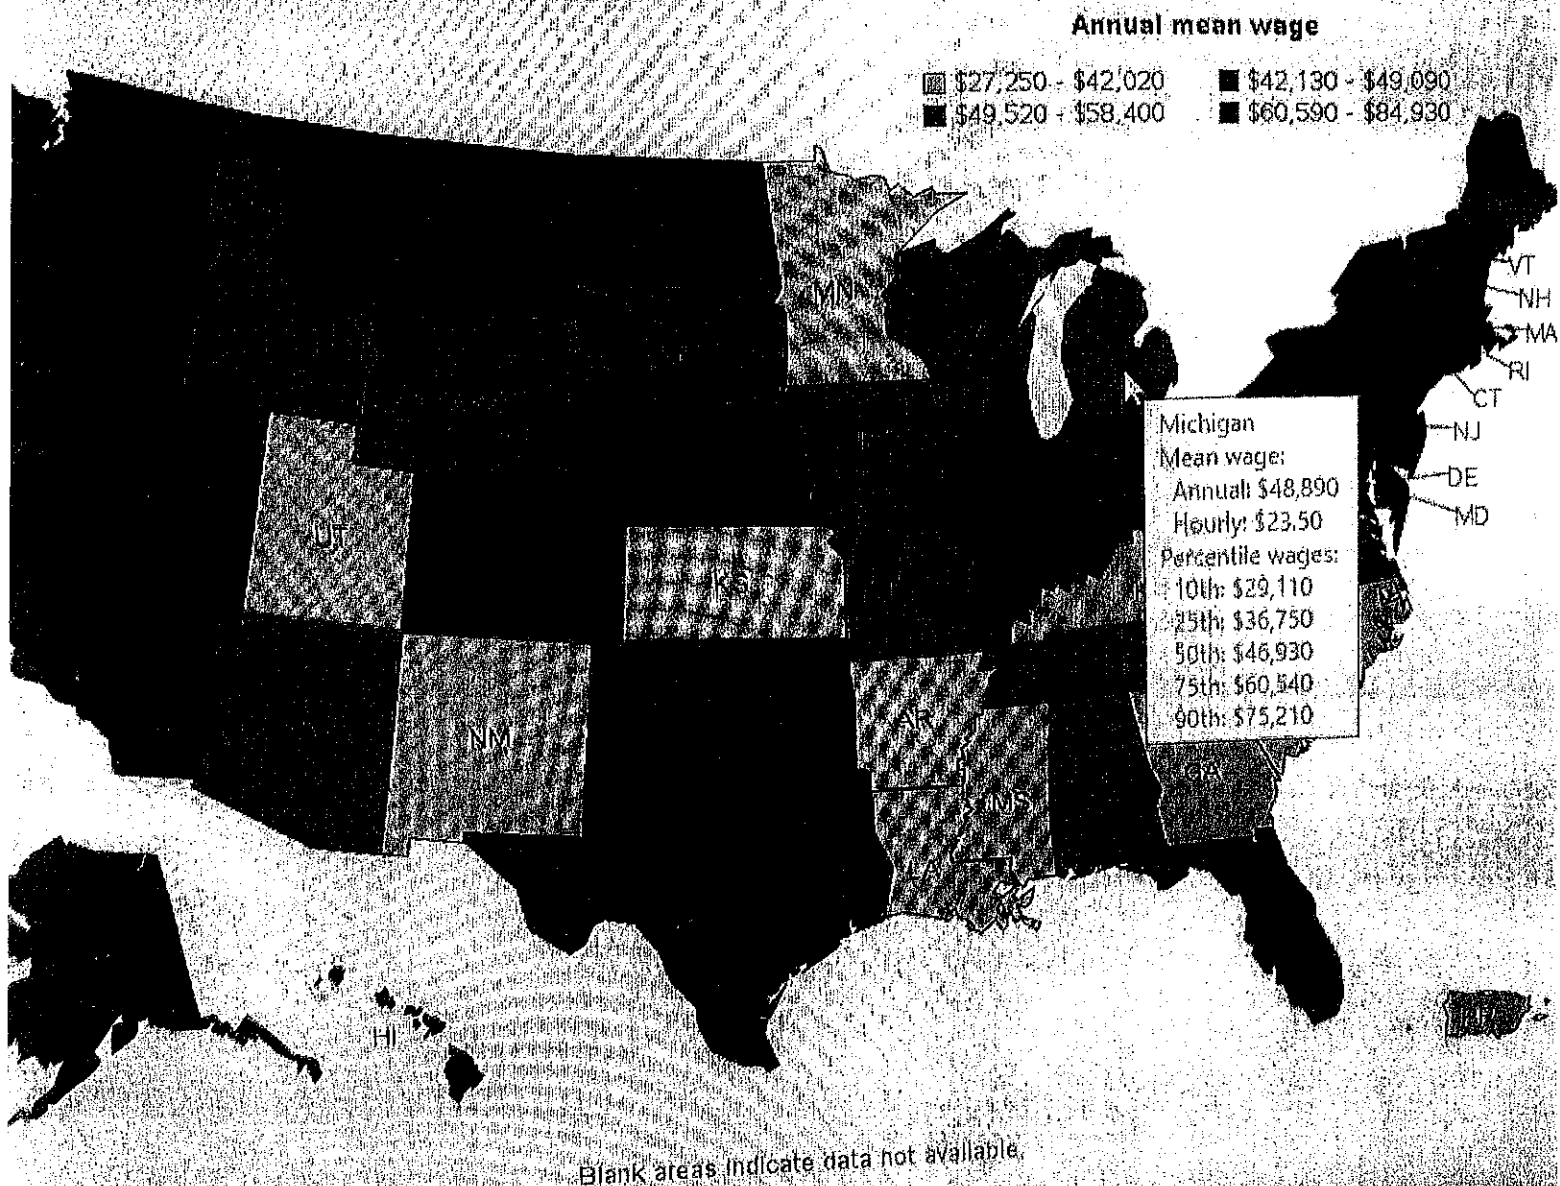 Annual mean wage
$27,250 - $42,020 $42,130 - $49,090
$49,520 - $58,400 $60,590 - $84,930
VT
NH
MA
RI
CT
NJ
DE
MD
MN
UT
KS
NM
AR
MS
GA
LA
HI
Michigan
Mean wage:
Annual: $48,890
Hourly: $23.50
Percentile wages:
10th: $29,110
25th: $36,750
50th: $46,930
75th: $60,540
90th: $75,210
Blank areas indicate data not available.